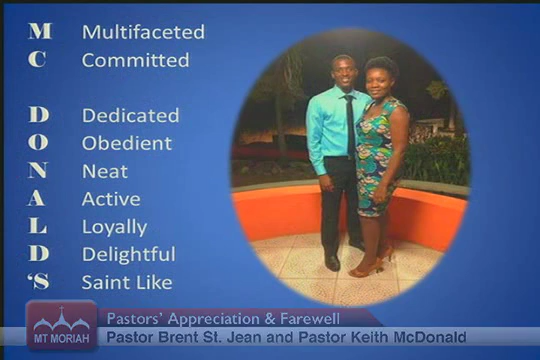 M Multifaceted
C Committed
D Dedicated
O Obedient
N Neat
A Active
L Loyally
D Delightful
'S Saint Like
Pastors' Appreciation & Farewell
MT MORIAH
Pastor Brent St. Jean and Pastor Keith McDonald